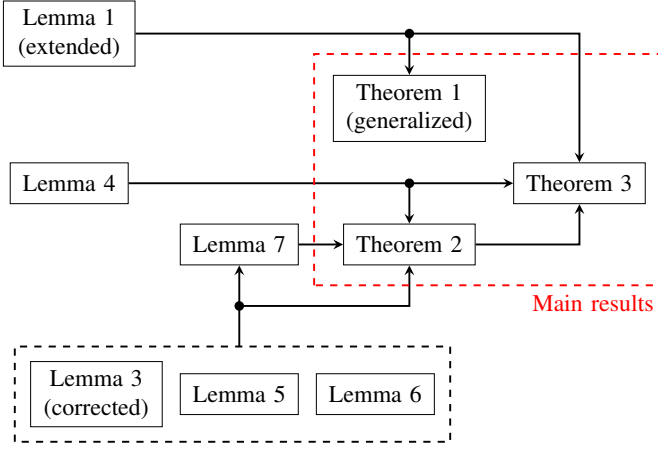 Lemma 1
(extended)
Theorem 1
(generalized)
Lemma 4
Theorem 3
Lemma 7
Theorem 2
Main results
Lemma 3
(corrected)
Lemma 5
Lemma 6